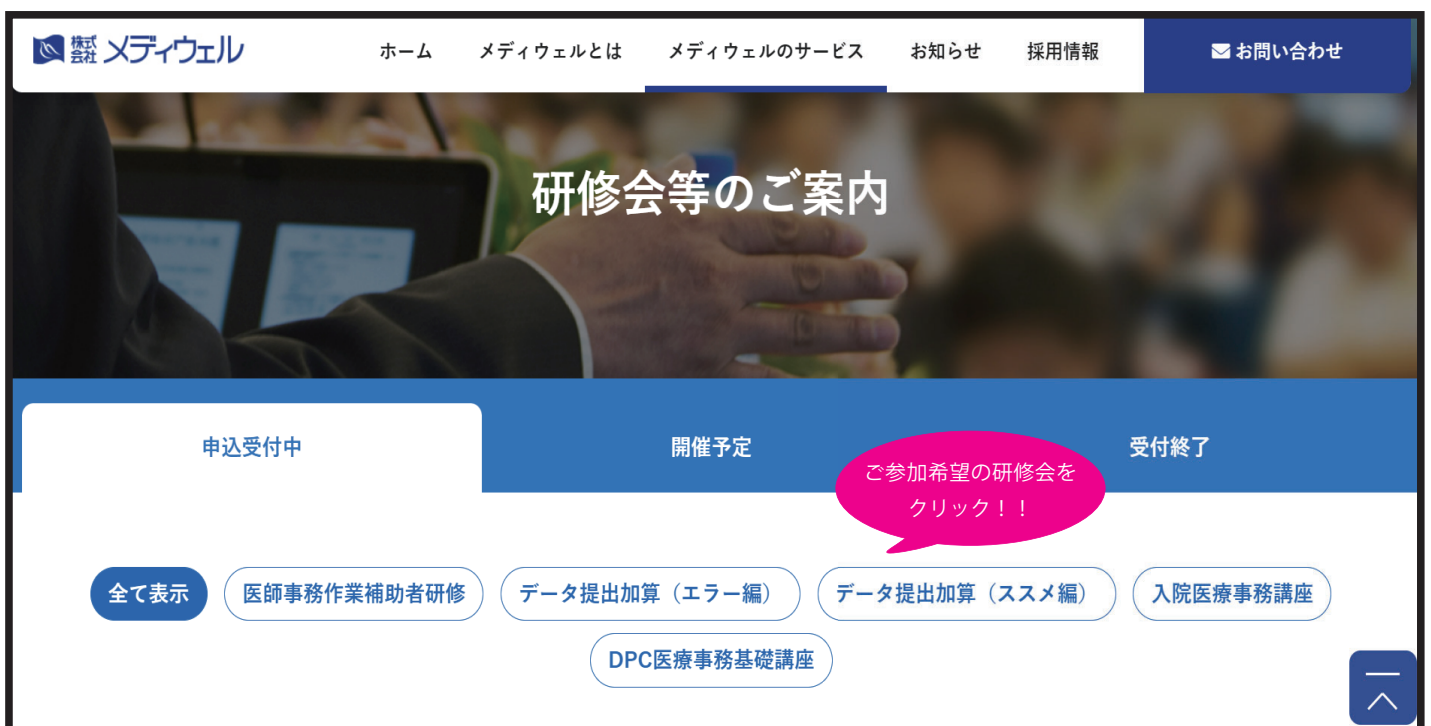 株式会社 メディウェル
ホーム
メディウェルとは
メディウェルのサービス
お知らせ
採用情報
お問い合わせ
研修会等のご案内
申込受付中
開催予定
受付終了
ご参加希望の研修会を
クリック！！
全て表示
医師事務作業補助者研修
データ提出加算（エラー編）
データ提出加算（ススメ編）
入院医療事務講座
DPC医療事務基礎講座